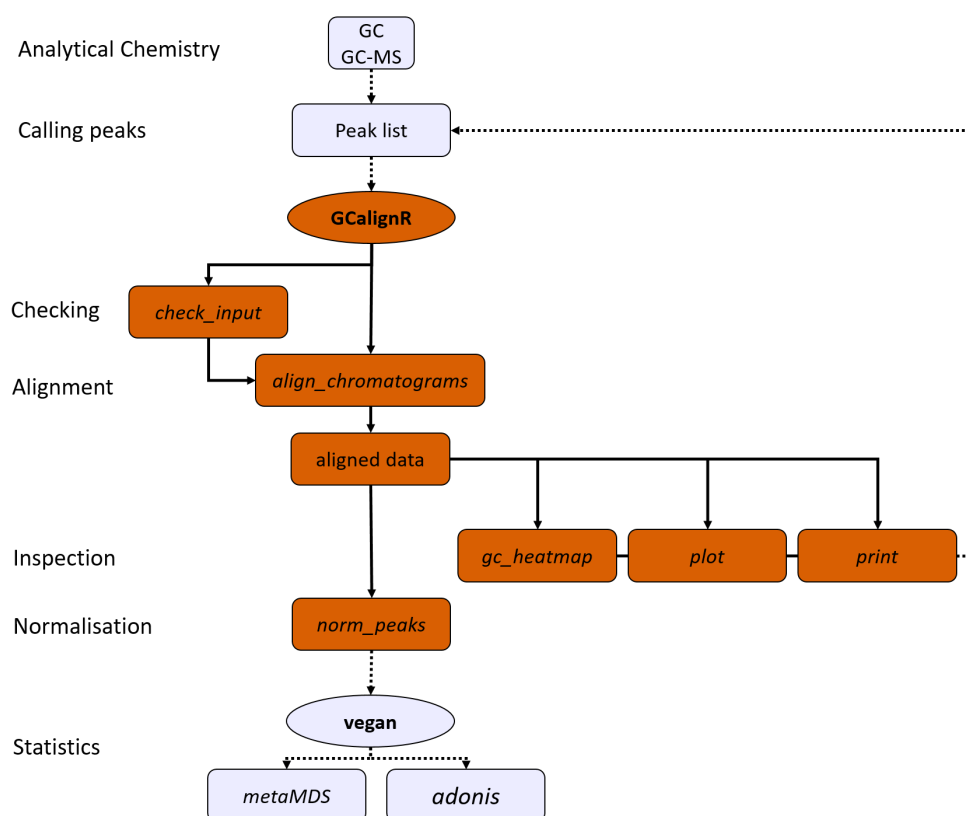 Analytical Chemistry
GC
GC-MS
Calling peaks
Peak list
GCalignR
Checking
check_input
Alignment
align_chromatograms
aligned data
Inspection
gc_heatmap
plot
print
Normalisation
norm_peaks
vegan
Statistics
metaMDS
adonis